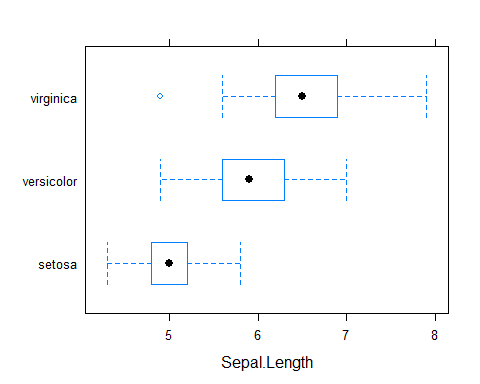 virginica
versicolor
setosa
5 6 7 8
Sepal.Length